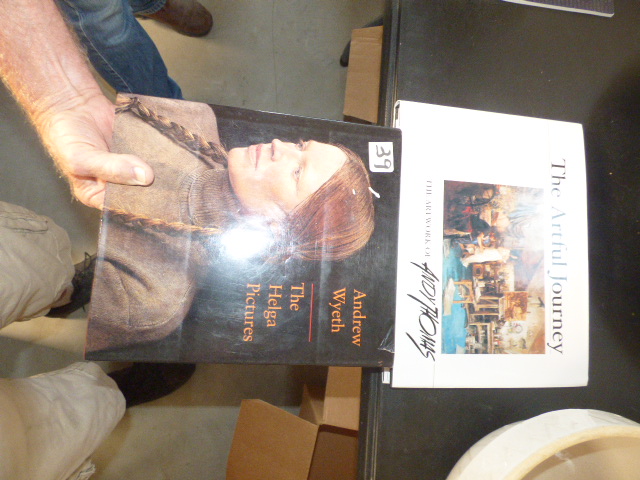 39
Andrew
Wyeth
The
Helga
Pictures
The Artful Journey
THE ARTWORK OF
ANDY THOMAS